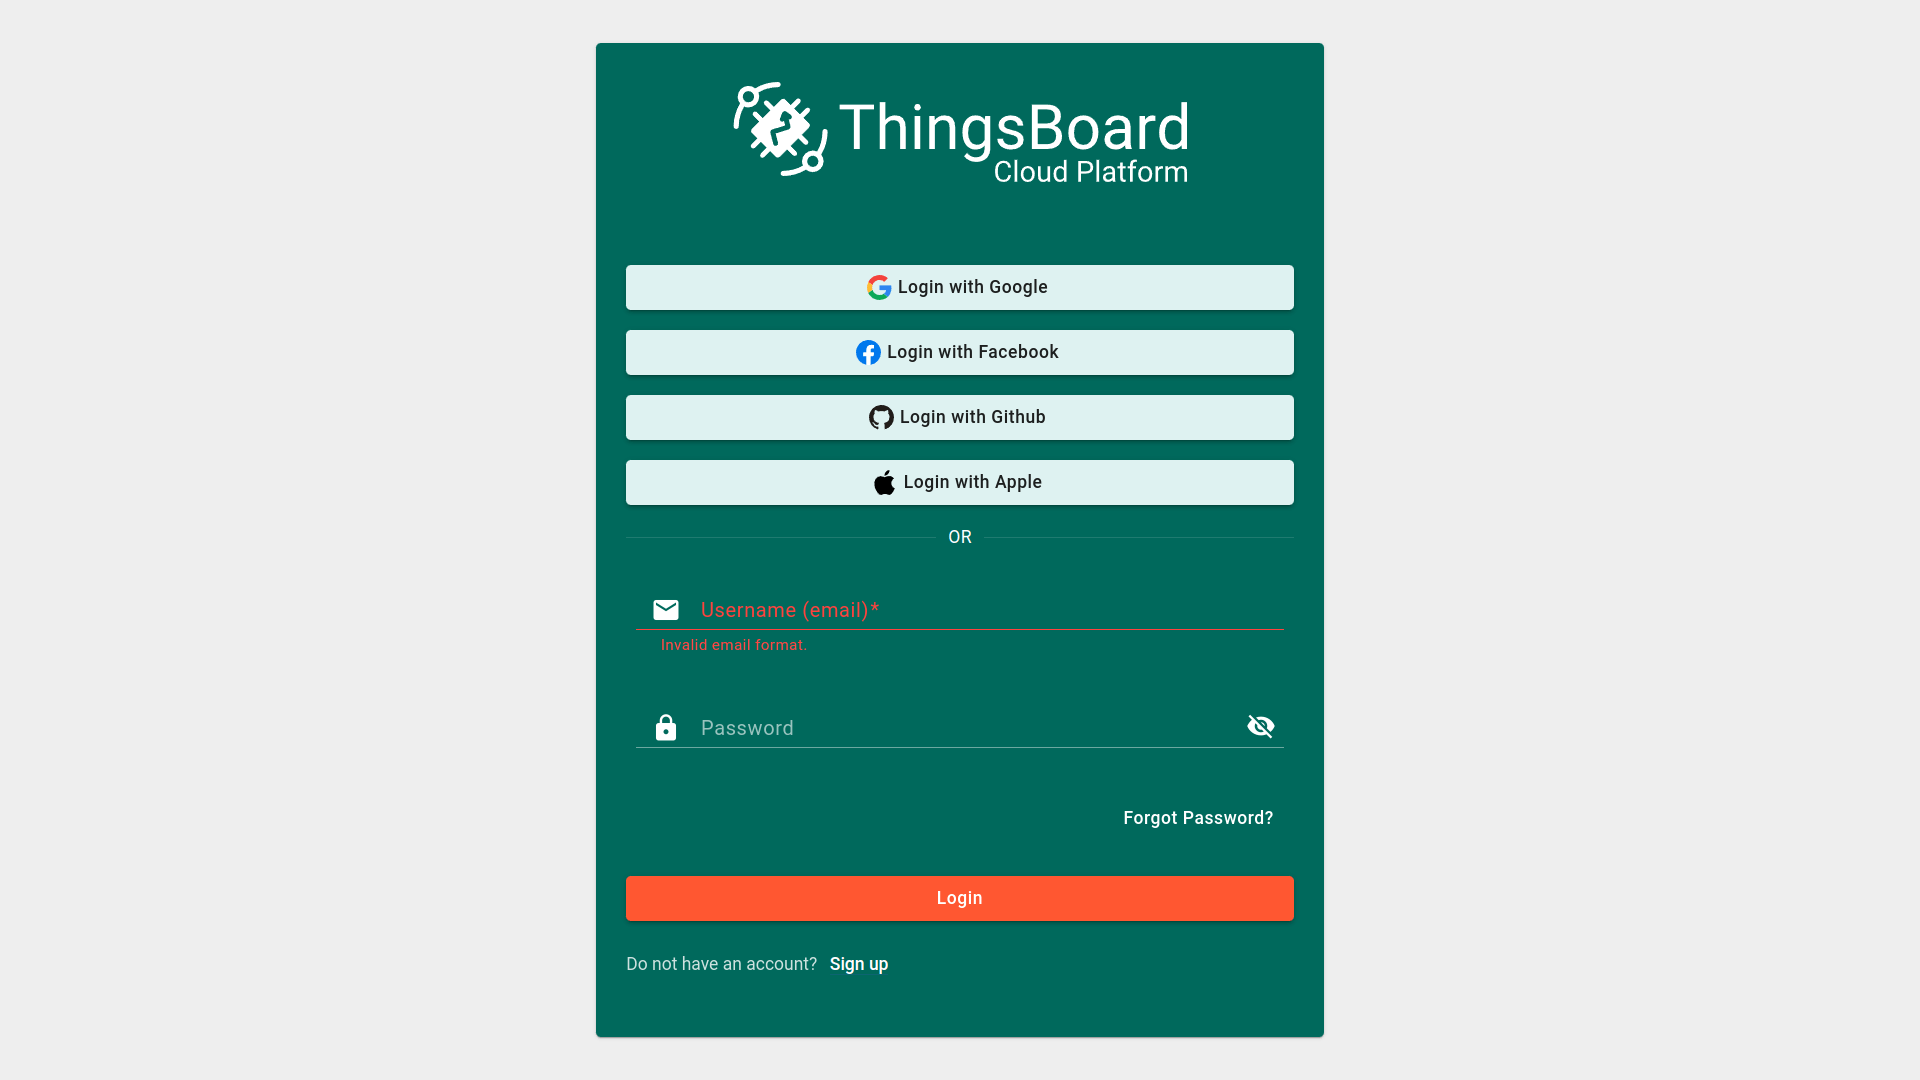 ThingsBoard
Cloud Platform
Login with Google
Login with Facebook
Login with Github
Login with Apple
OR
Username (email)*
Invalid email format.
Password
Forgot Password?
Login
Do not have an account? Sign up